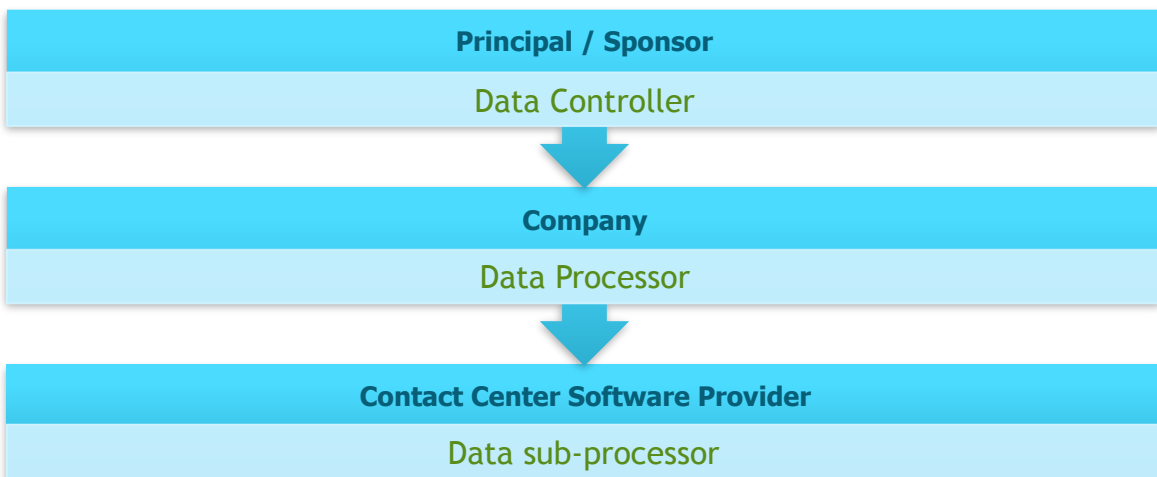 Principal / Sponsor
Data Controller
Company
Data Processor
Contact Center Software Provider
Data sub-processor